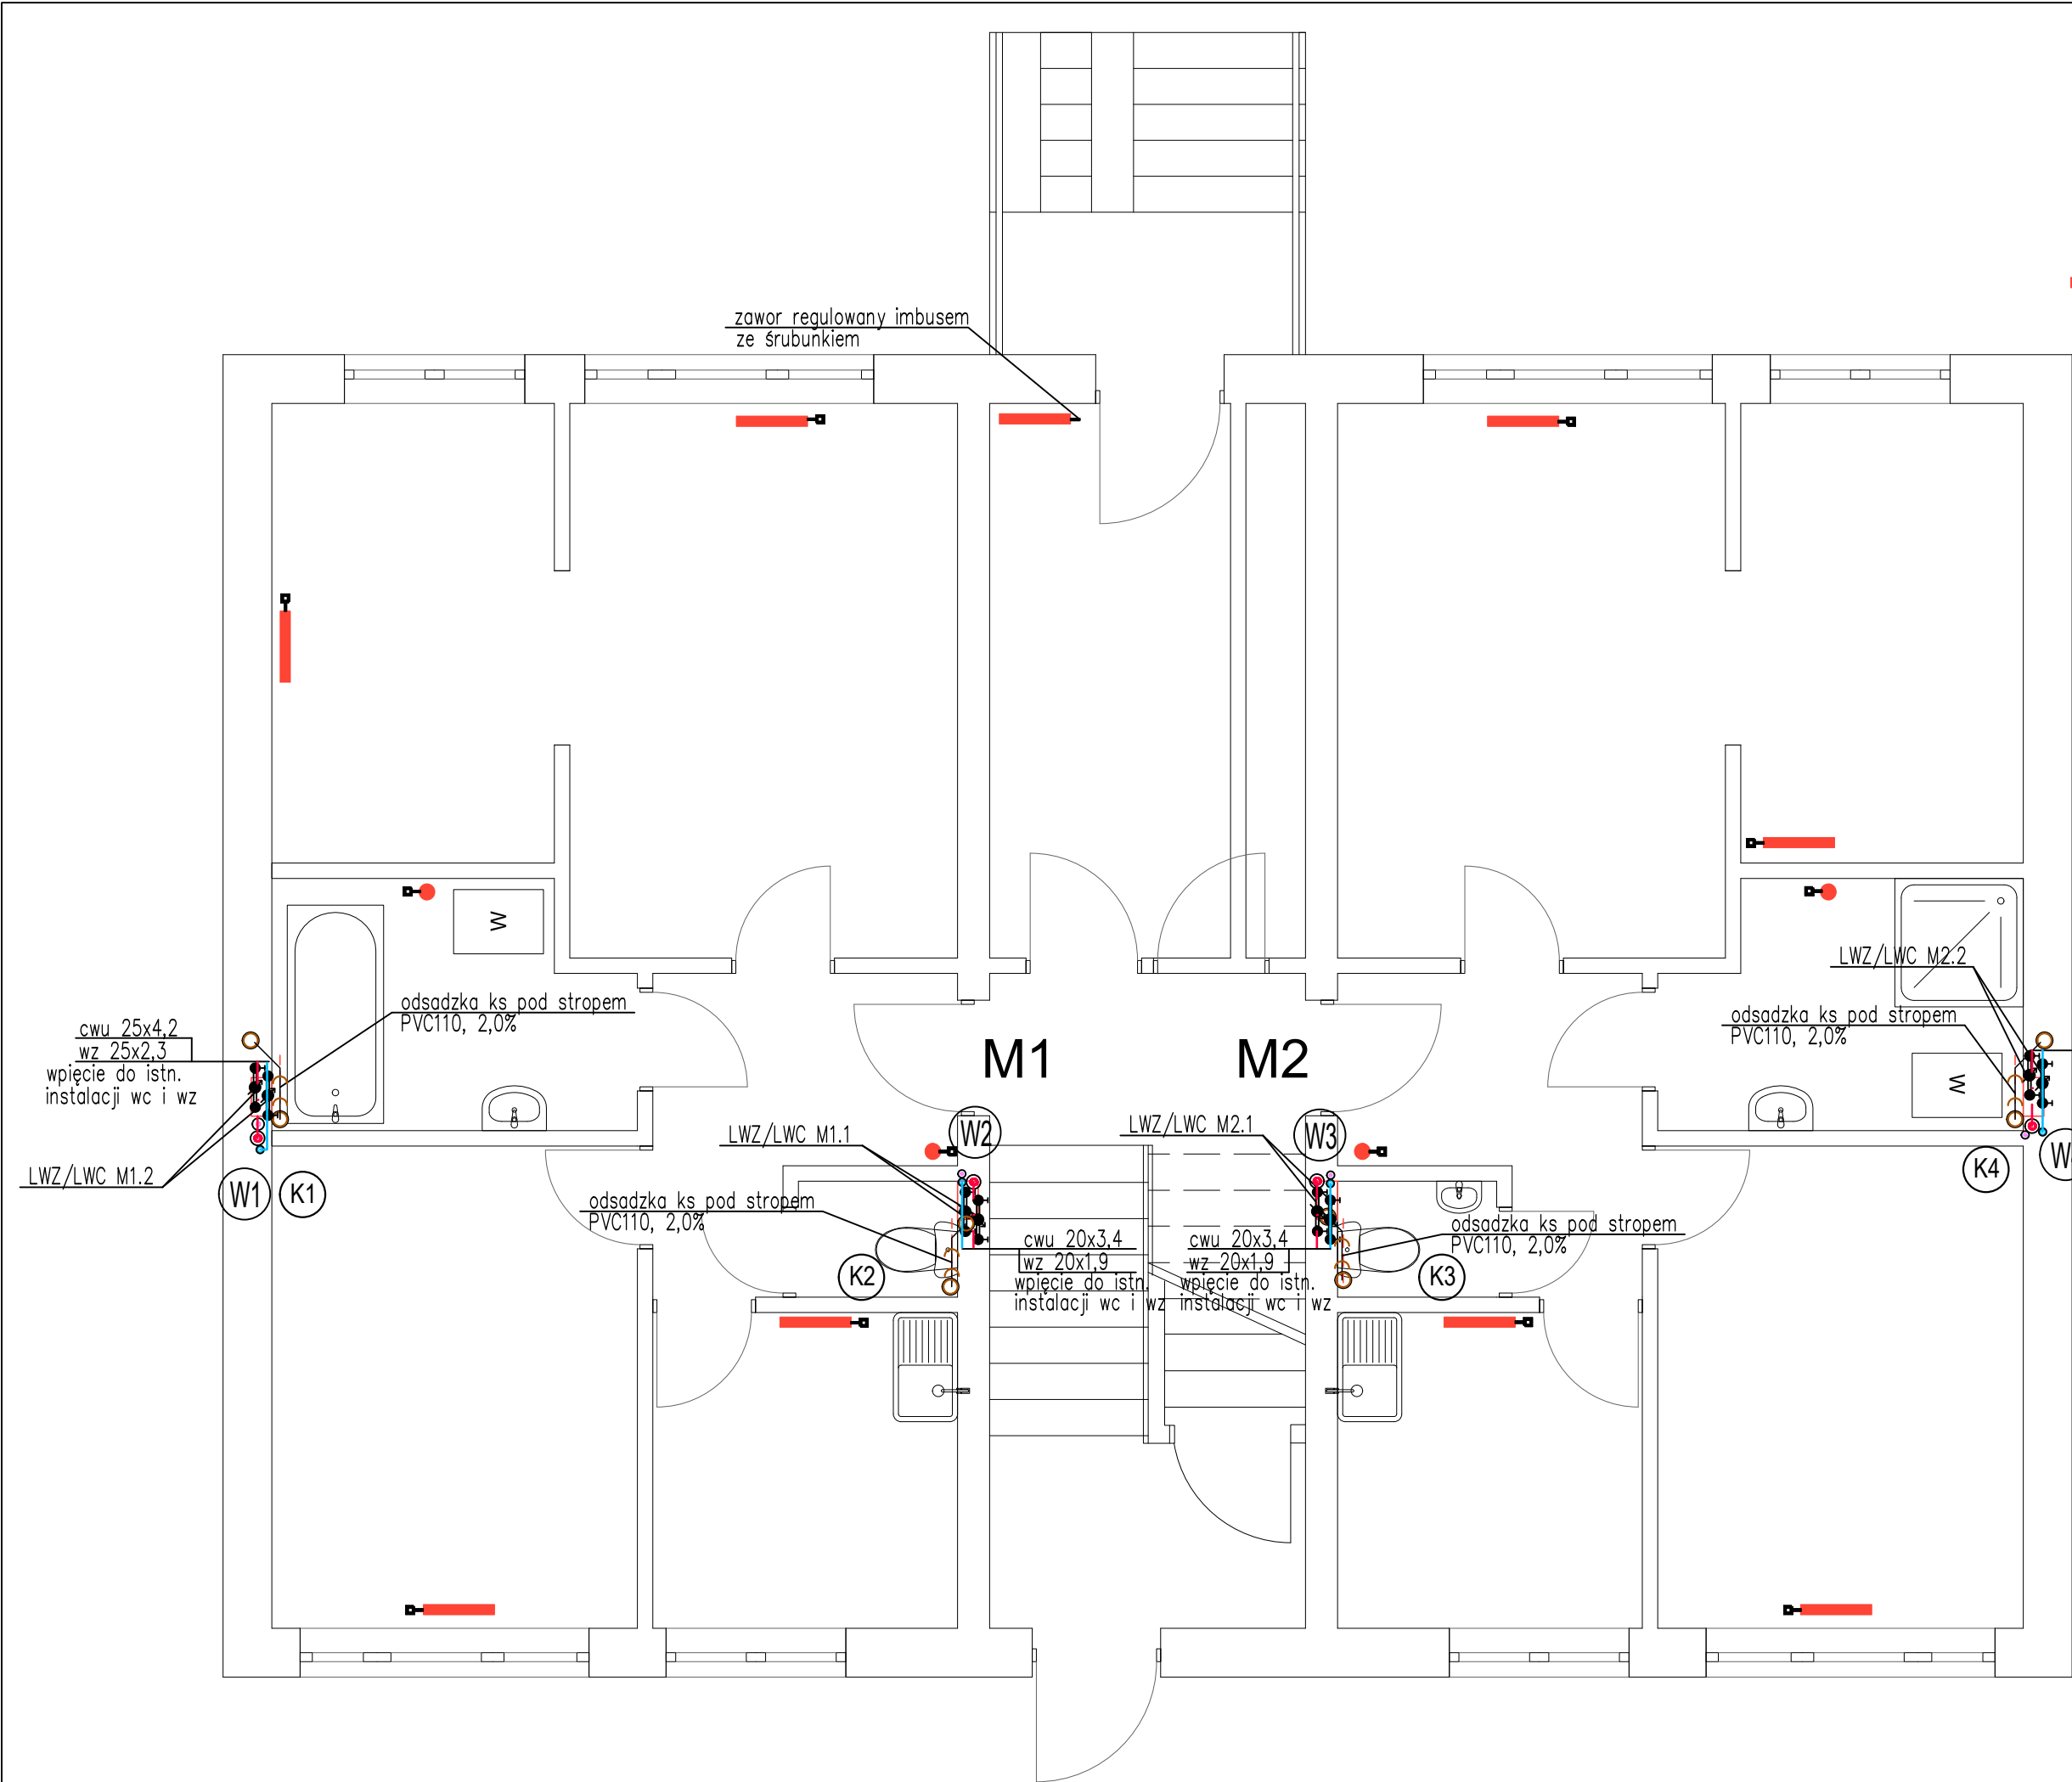 zawor regulowany imbusem
ze śrubunkiem
W
odsadzka ks pod stropem
PVC110, 2,0%
cwu 25x4,2
wz 25x2,3
wpięcie do istn.
instalacji wc i wz
LWZ/LWC M1.2
W1
K1
M1
M2
LWZ/LWC M2.2
odsadzka ks pod stropem
PVC110, 2,0%
W
K4
W
LWZ/LWC M1.1
W2
LWZ/LWC M2.1
W3
odsadzka ks pod stropem
PVC110, 2,0%
K2
cwu 20x3,4
wz 20x1,9
wpięcie do istn.
instalacji wc i wz
cwu 20x3,4
wz 20x1,9
wpięcie do istn.
instalacji wc i wz
odsadzka ks pod stropem
PVC110, 2,0%
K3